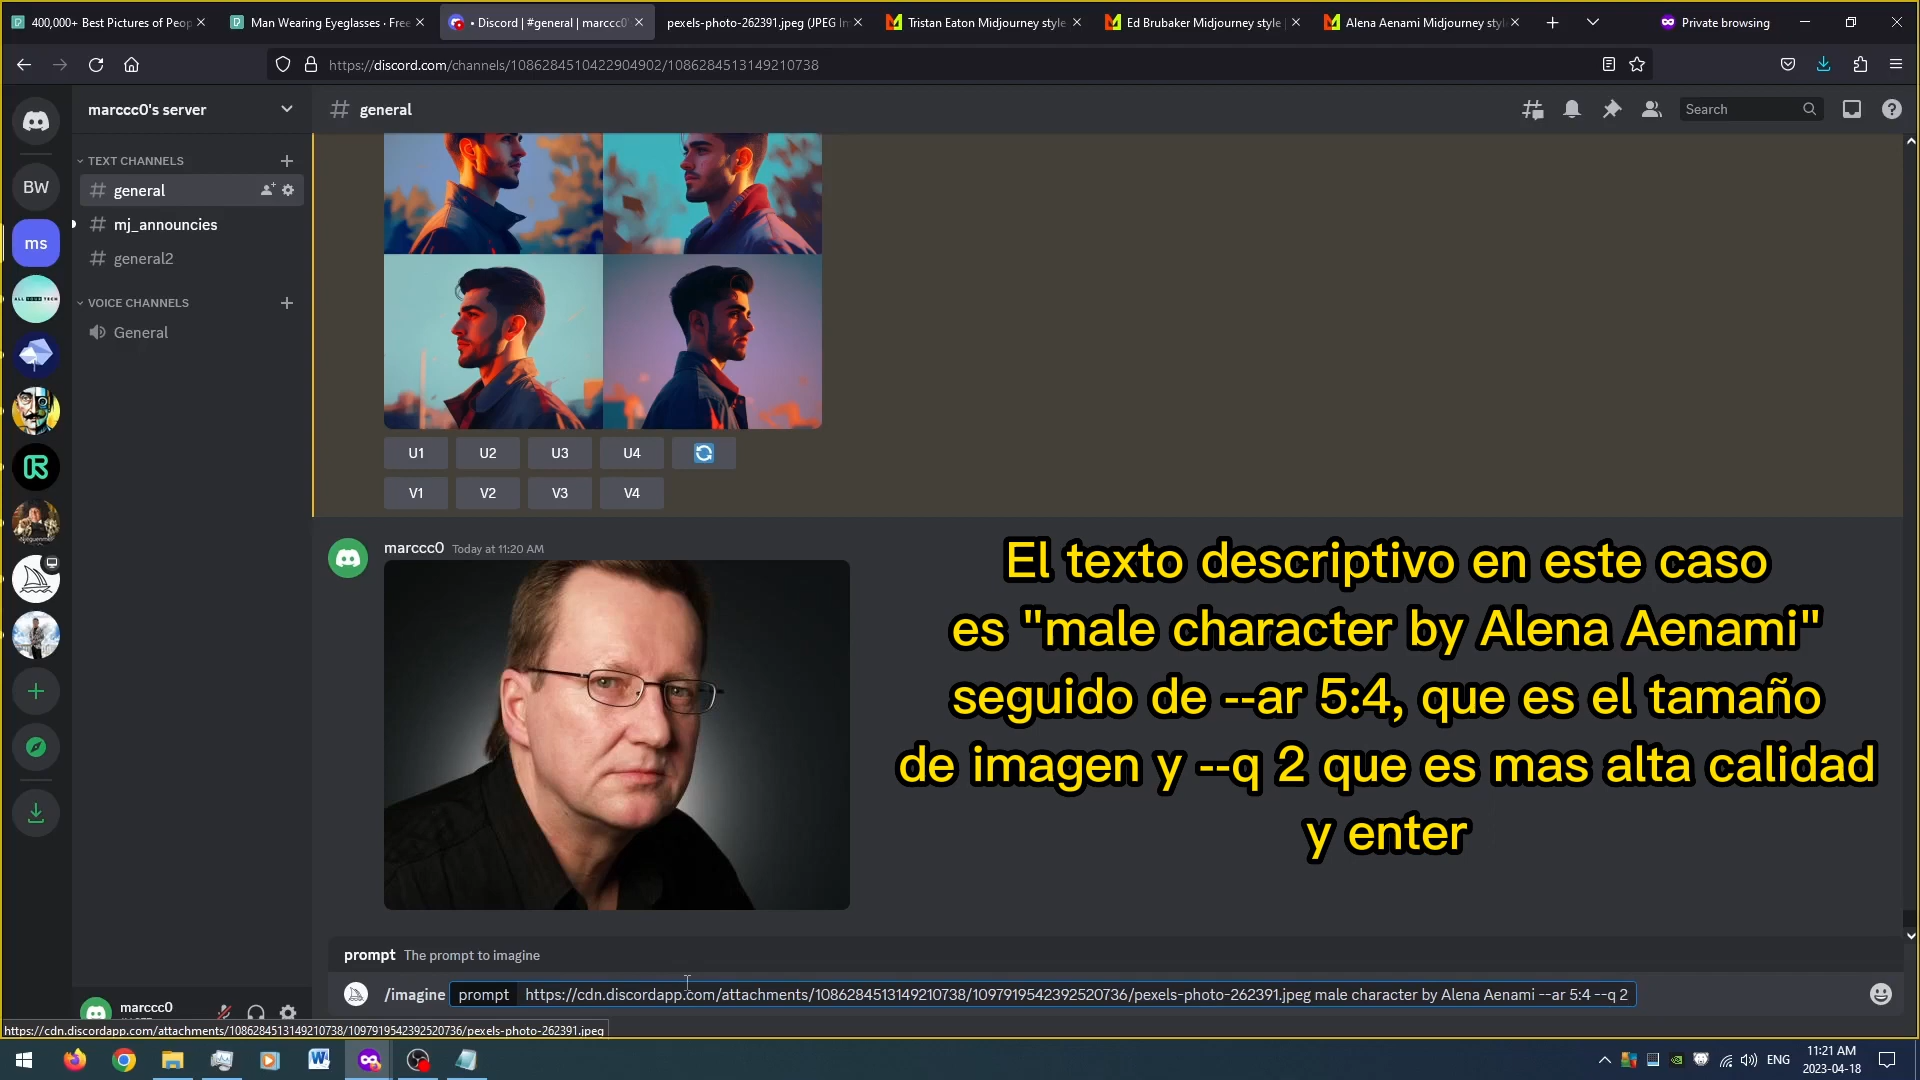 400,000+ Best Pictures of Peop
Man Wearing Eyeglasses · Free
• Discord | #general | marccc0'
pexels-photo-262391.jpeg (JPEG Im
Tristan Eaton Midjourney style
Ed Brubaker Midjourney style |
Alena Aenami Midjourney styl
Private browsing
https://discord.com/channels/1086284510422904902/1086284513149210738
marccc0's server
general
Search
TEXT CHANNELS
general
mj_announcies
general2
VOICE CHANNELS
General
BW
ms
ALL YOUR TECH
U1 U2 U3 U4
V1 V2 V3 V4
marccc0 Today at 11:20 AM
El texto descriptivo en este caso
es "male character by Alena Aenami"
seguido de --ar 5:4, que es el tamaño
de imagen y --q 2 que es mas alta calidad
y enter
prompt The prompt to imagine
/imagine prompt https://cdn.discordapp.com/attachments/1086284513149210738/1097919542392520736/pexels-photo-262391.jpeg male character by Alena Aenami --ar 5:4 --q 2
marccc0
https://cdn.discordapp.com/attachments/1086284513149210738/1097919542392520736/pexels-photo-262391.jpeg
ENG
11:21 AM
2023-04-18